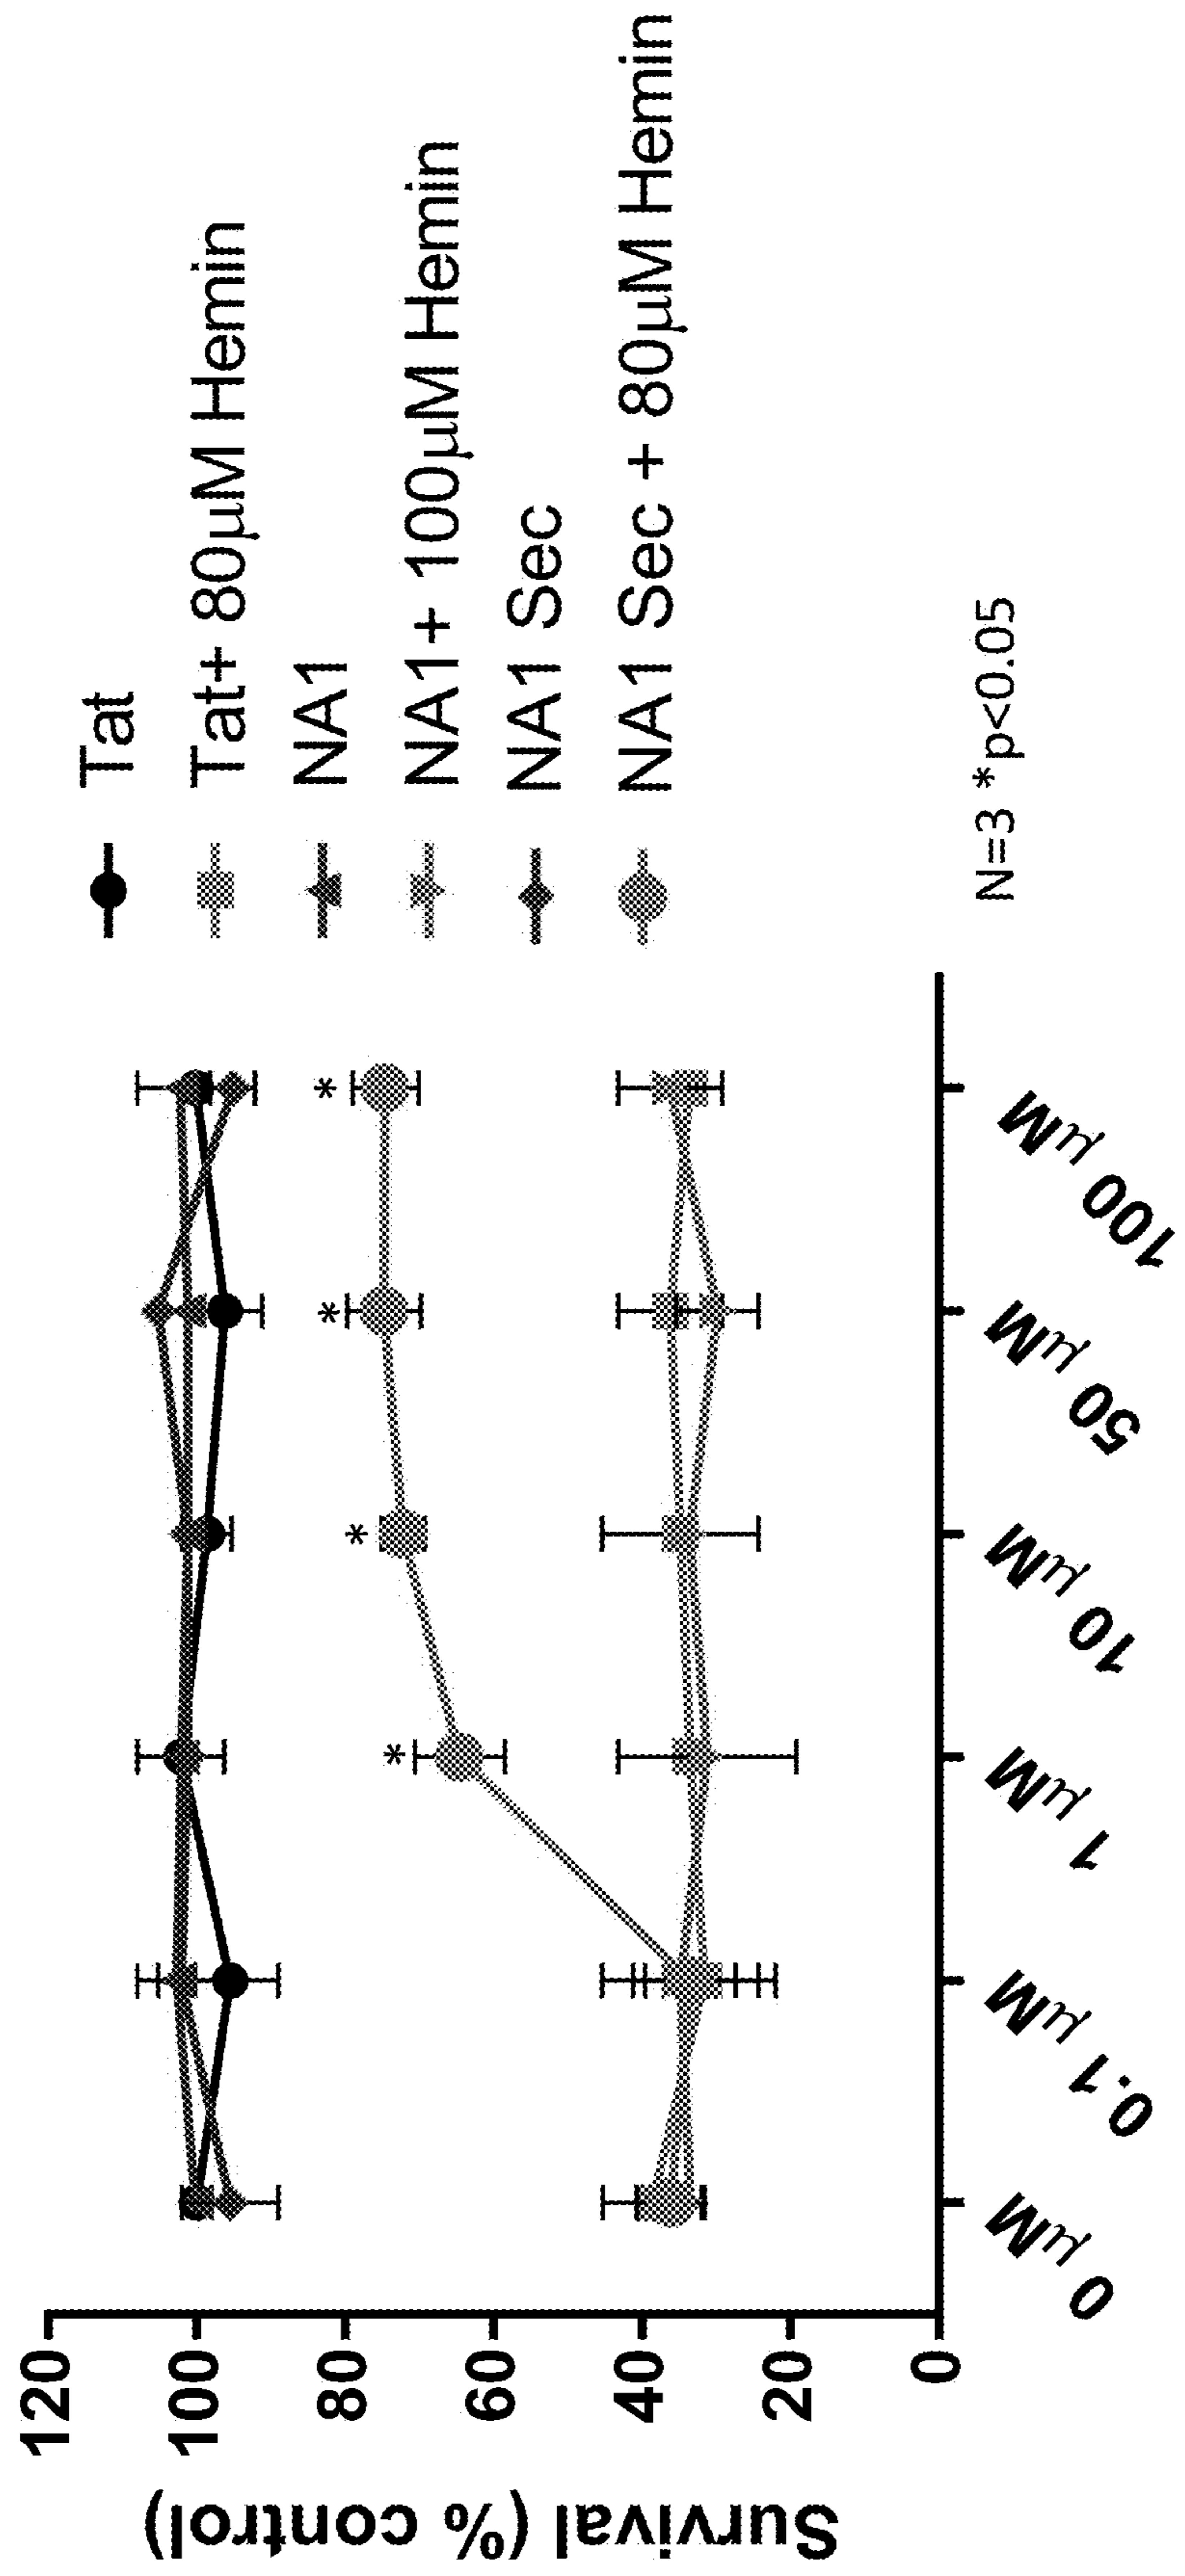 Survival (% control)
120
100
80
60
40
20
0
*
*
*
*
0 μM
0.1 μM
1 μM
10 μM
50 μM
100 μM
Tat
Tat+ 80μM Hemin
NA1
NA1+ 100μM Hemin
NA1 Sec
NA1 Sec + 80μM Hemin
N=3 *p<0.05